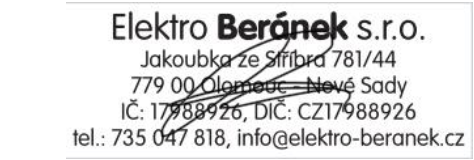 Elektro Beránek s.r.o.
Jakoubka ze Stříbra 781/44
779 00 Olomouc - Nové Sady
IČ: 17988926, DIČ: CZ17988926
tel.: 735 047 818, info@elektro-beranek.cz